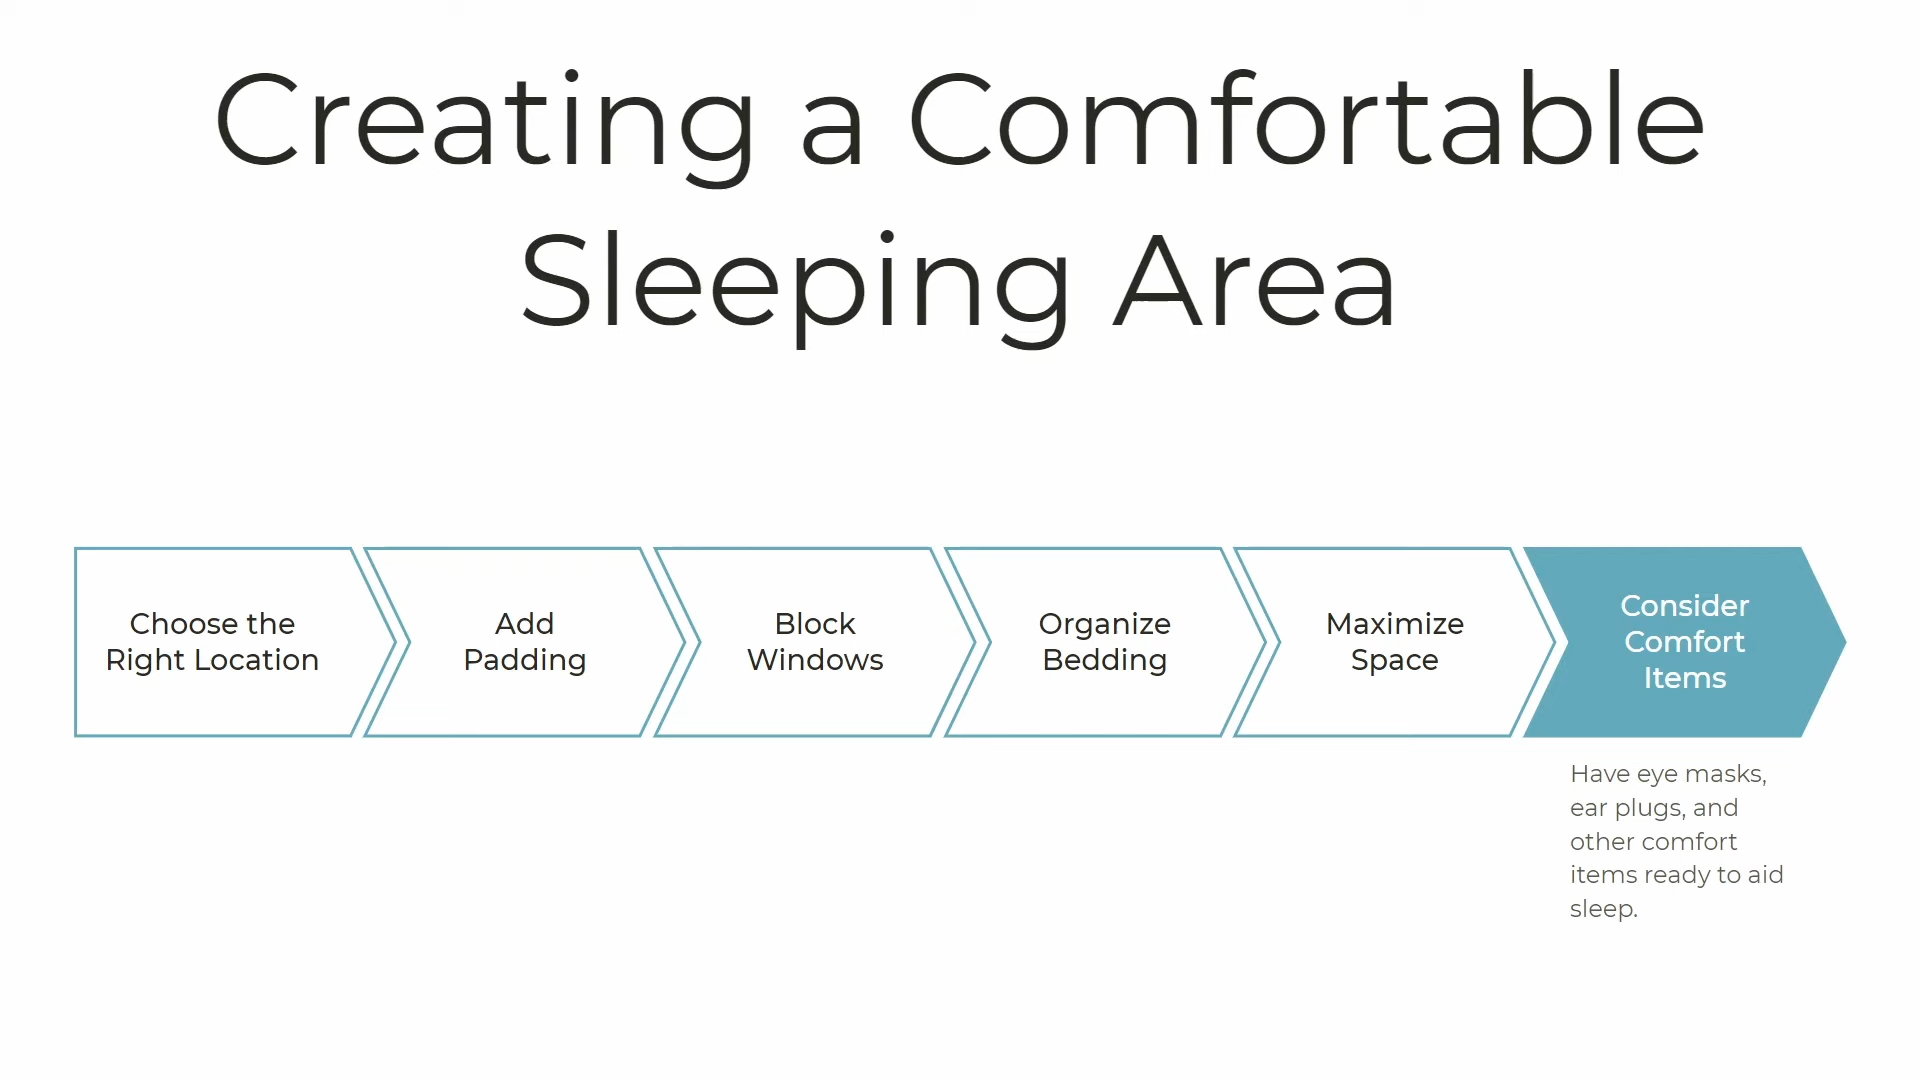 Creating a Comfortable
Sleeping Area
Choose the
Right Location
Add
Padding
Block
Windows
Organize
Bedding
Maximize
Space
Consider
Comfort
Items
Have eye masks,
ear plugs, and
other comfort
items ready to aid
sleep.